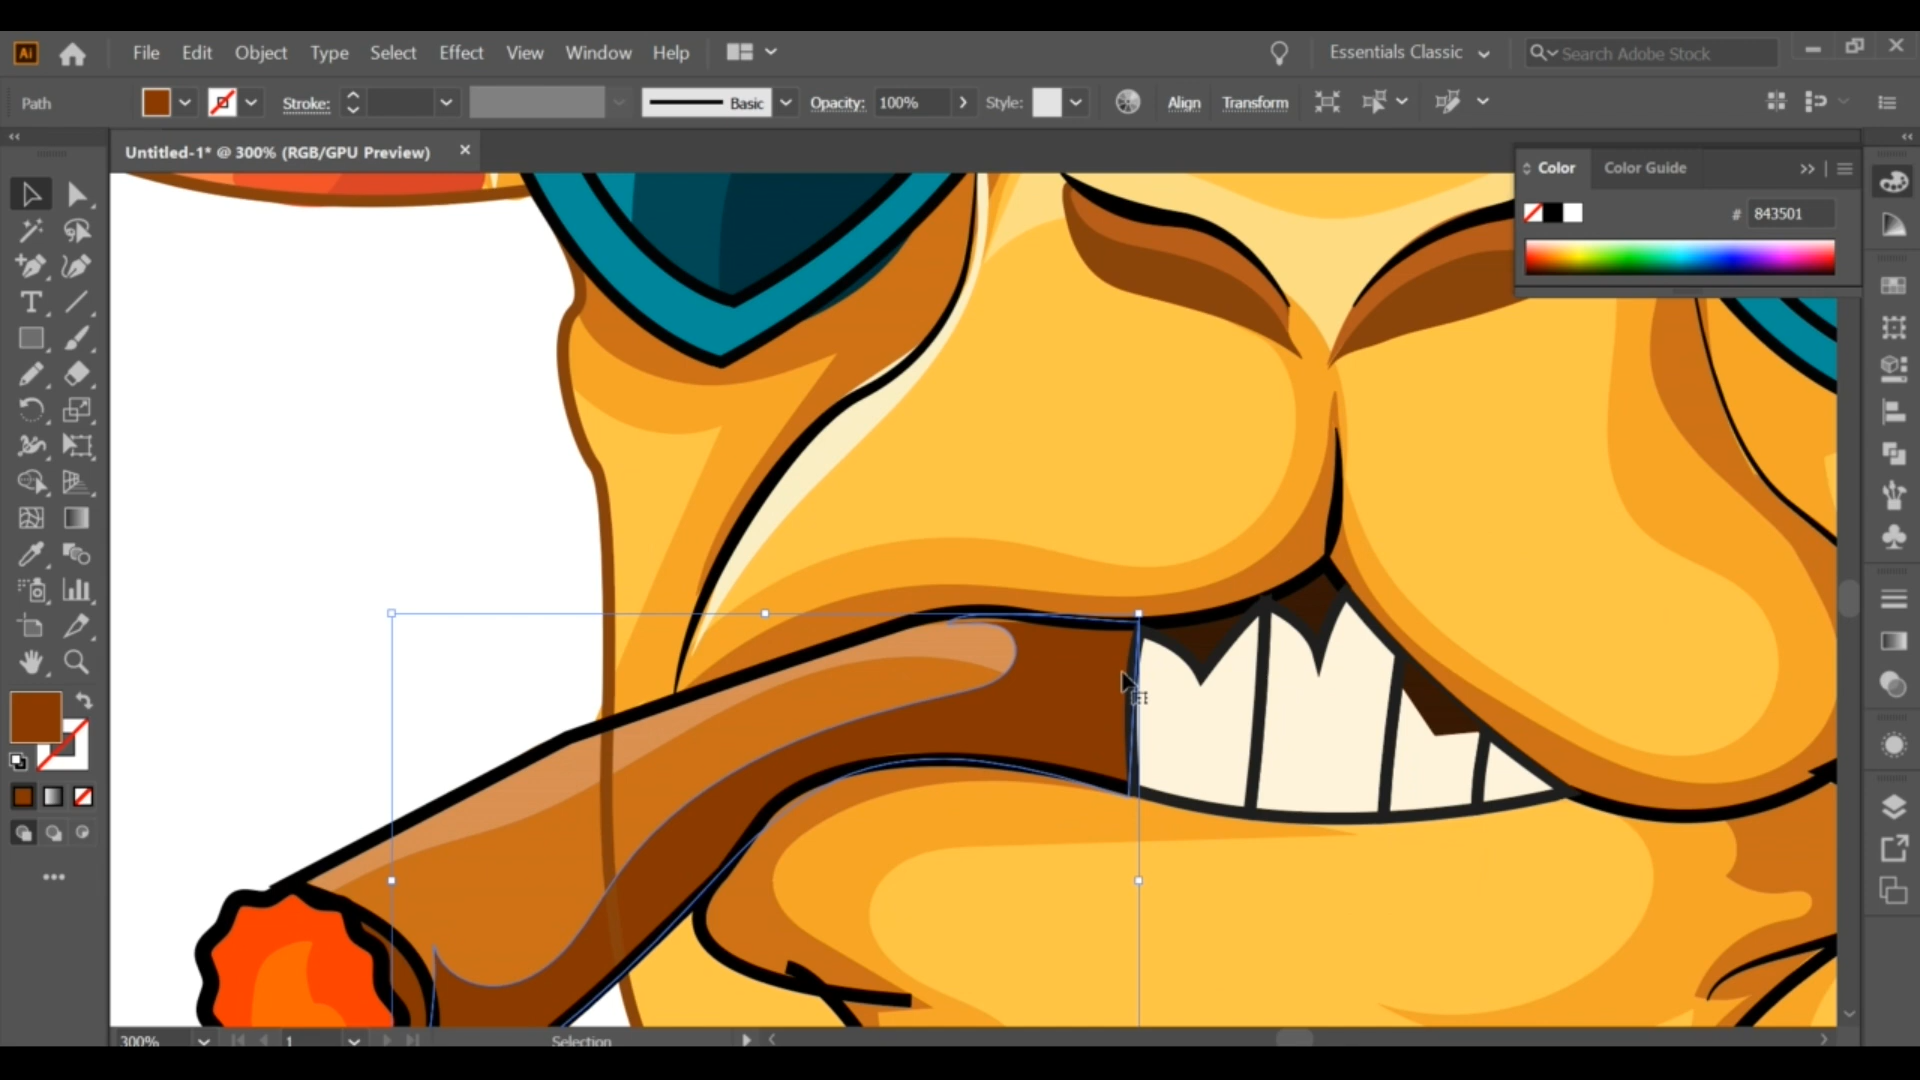 Ai File Edit Object Type Select Effect View Window Help Essentials Classic Search Adobe Stock
Path Stroke: Basic Opacity: 100% Style: Align Transform
Untitled-1* @ 300% (RGB/GPU Preview)
Color Color Guide
# 843501
300% 1 Selection